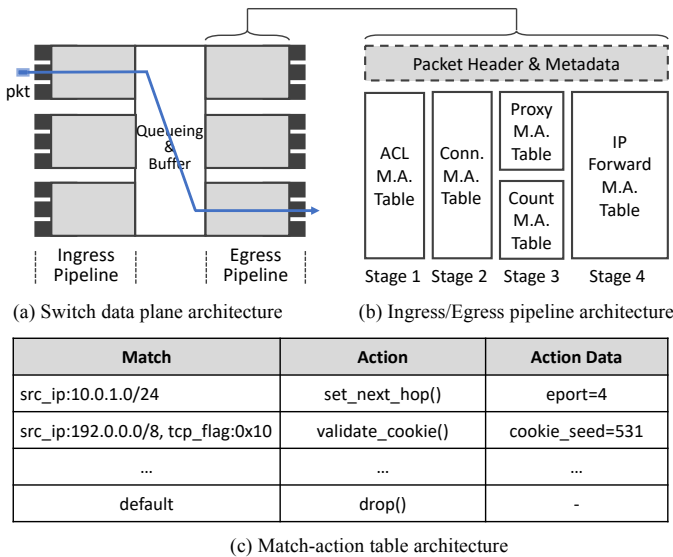 pkt
Queueing
&
Buffer
Ingress
Pipeline
Egress
Pipeline
(a) Switch data plane architecture
Packet Header & Metadata
ACL
M.A.
Table
Conn.
M.A.
Table
Proxy
M.A.
Table
Count
M.A.
Table
IP
Forward
M.A.
Table
Stage 1 Stage 2 Stage 3 Stage 4
(b) Ingress/Egress pipeline architecture
Match Action Action Data
src_ip:10.0.1.0/24 set_next_hop() eport=4
src_ip:192.0.0.0/8, tcp_flag:0x10 validate_cookie() cookie_seed=531
... ... ...
default drop() -
(c) Match-action table architecture